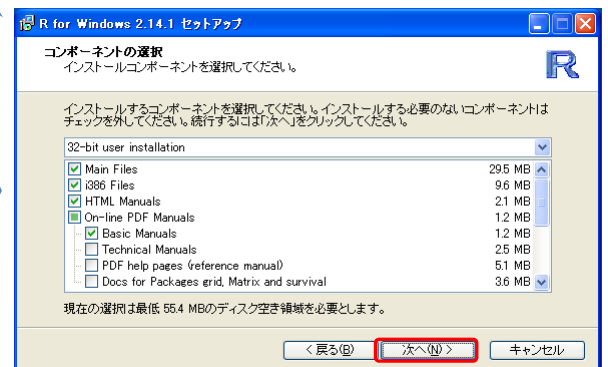 R for Windows 2.14.1 セットアップ
コンポーネントの選択
インストールコンポーネントを選択してください。
R
インストールするコンポーネントを選択してください。インストールする必要のないコンポーネントは
チェックを外してください。続行するには「次へ」をクリックしてください。
32-bit user installation
Main Files 29.5 MB
i386 Files 9.6 MB
HTML Manuals 2.1 MB
On-line PDF Manuals 1.2 MB
Basic Manuals 1.2 MB
Technical Manuals 2.5 MB
PDF help pages (reference manual) 5.1 MB
Docs for Packages grid, Matrix and survival 3.6 MB
現在の選択は最低 55.4 MBのディスク空き領域を必要とします。
< 戻る(B) 次へ(N) > キャンセル